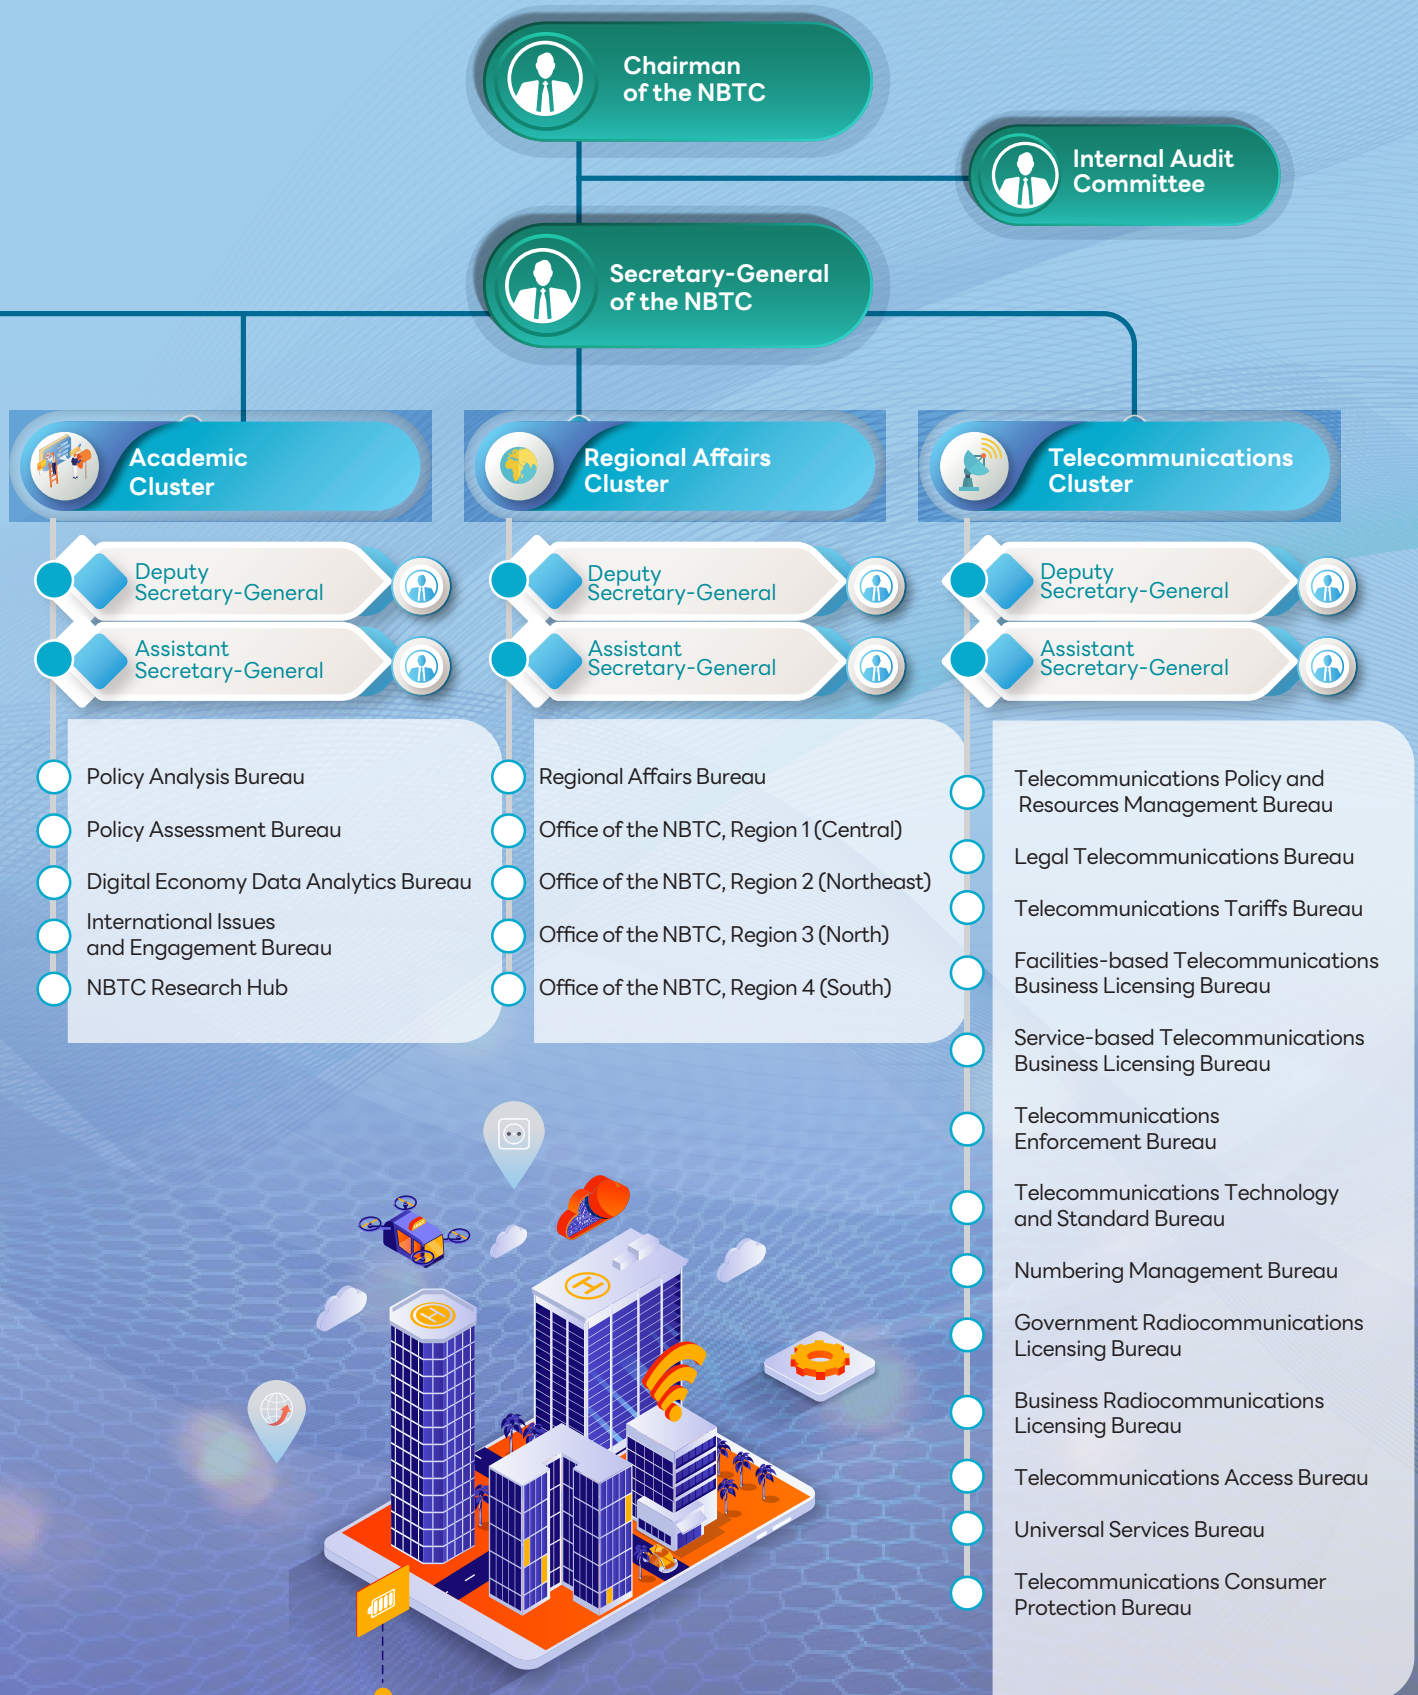 Chairman
of the NBTC
Internal Audit
Committee
Secretary-General
of the NBTC
Academic
Cluster
Deputy
Secretary-General
Assistant
Secretary-General
Policy Analysis Bureau
Policy Assessment Bureau
Digital Economy Data Analytics Bureau
International Issues
and Engagement Bureau
NBTC Research Hub
Regional Affairs
Cluster
Deputy
Secretary-General
Assistant
Secretary-General
Regional Affairs Bureau
Office of the NBTC, Region 1 (Central)
Office of the NBTC, Region 2 (Northeast)
Office of the NBTC, Region 3 (North)
Office of the NBTC, Region 4 (South)
Telecommunications
Cluster
Deputy
Secretary-General
Assistant
Secretary-General
Telecommunications Policy and
Resources Management Bureau
Legal Telecommunications Bureau
Telecommunications Tariffs Bureau
Facilities-based Telecommunications
Business Licensing Bureau
Service-based Telecommunications
Business Licensing Bureau
Telecommunications
Enforcement Bureau
Telecommunications Technology
and Standard Bureau
Numbering Management Bureau
Government Radiocommunications
Licensing Bureau
Business Radiocommunications
Licensing Bureau
Telecommunications Access Bureau
Universal Services Bureau
Telecommunications Consumer
Protection Bureau
H
H